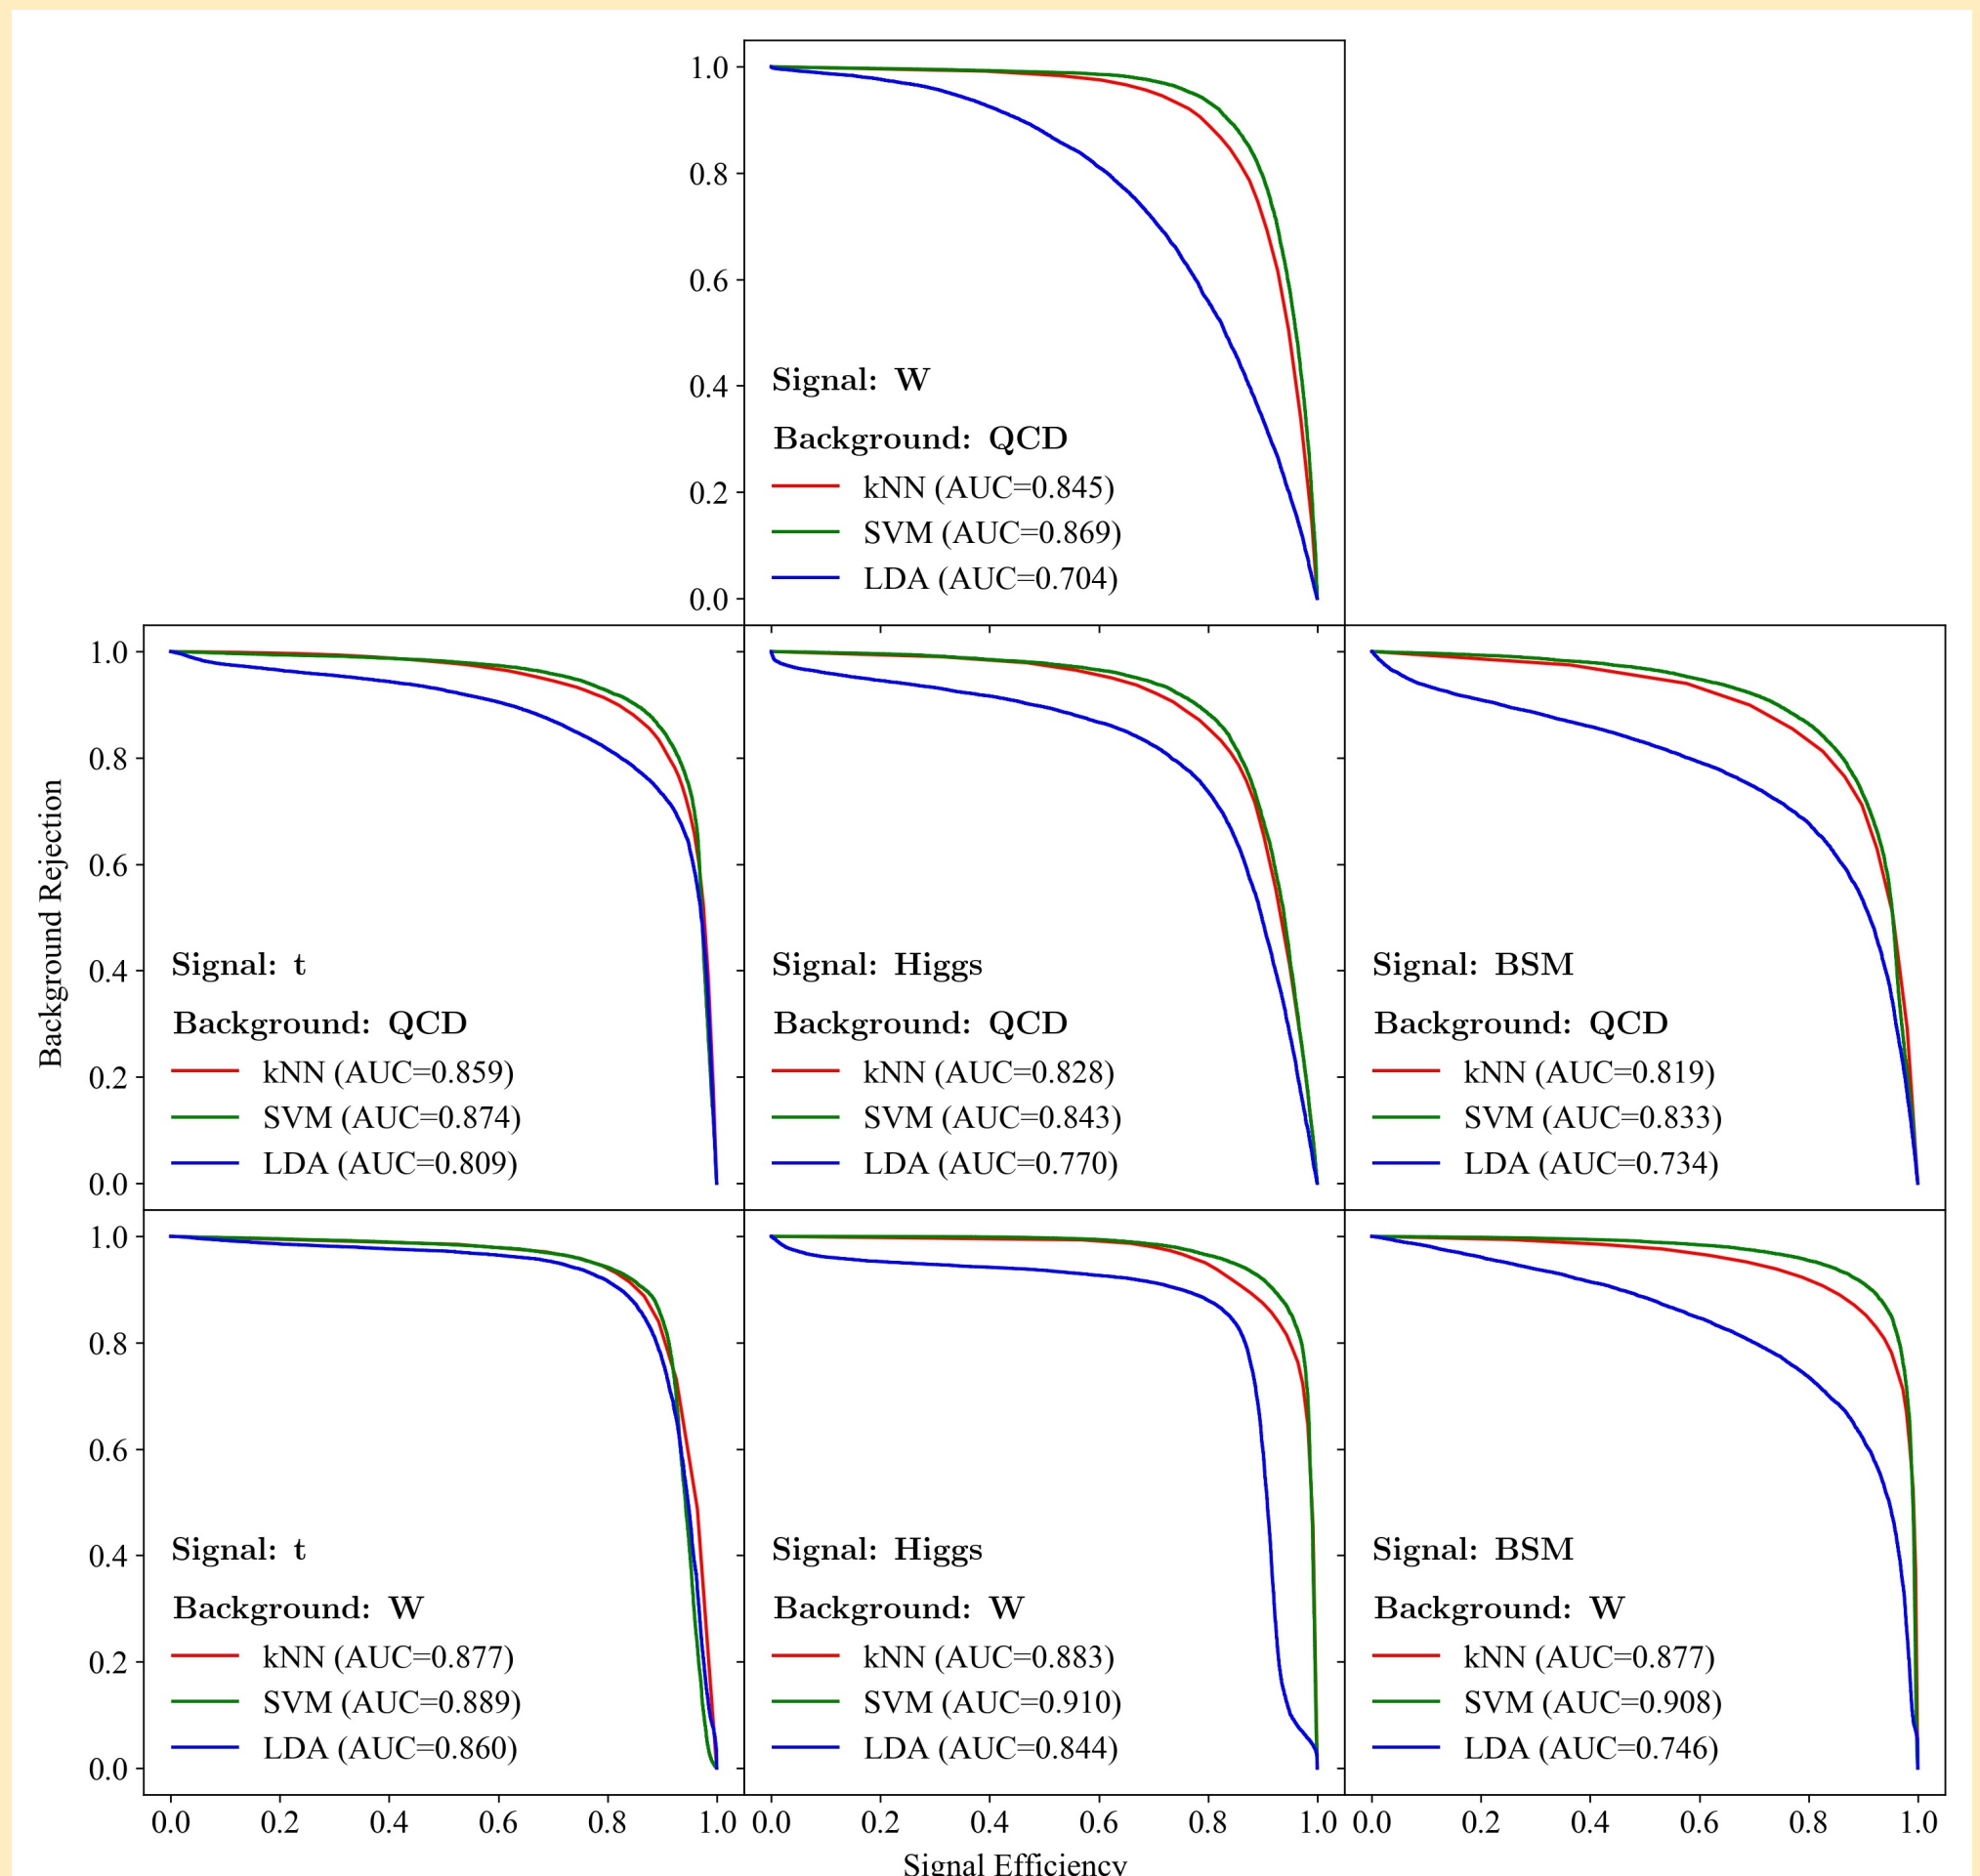 1.0
0.8
0.6
0.4
0.2
0.0
Signal: W
Background: QCD
kNN (AUC=0.845)
SVM (AUC=0.869)
LDA (AUC=0.704)
Background Rejection
1.0
0.8
0.6
0.4
0.2
0.0
Signal: t
Background: QCD
kNN (AUC=0.859)
SVM (AUC=0.874)
LDA (AUC=0.809)
Signal: Higgs
Background: QCD
kNN (AUC=0.828)
SVM (AUC=0.843)
LDA (AUC=0.770)
Signal: BSM
Background: QCD
kNN (AUC=0.819)
SVM (AUC=0.833)
LDA (AUC=0.734)
1.0
0.8
0.6
0.4
0.2
0.0
Signal: t
Background: W
kNN (AUC=0.877)
SVM (AUC=0.889)
LDA (AUC=0.860)
Signal: Higgs
Background: W
kNN (AUC=0.883)
SVM (AUC=0.910)
LDA (AUC=0.844)
Signal: BSM
Background: W
kNN (AUC=0.877)
SVM (AUC=0.908)
LDA (AUC=0.746)
0.0 0.2 0.4 0.6 0.8 1.0 0.0 0.2 0.4 0.6 0.8 1.0 0.0 0.2 0.4 0.6 0.8 1.0
Signal Efficiency